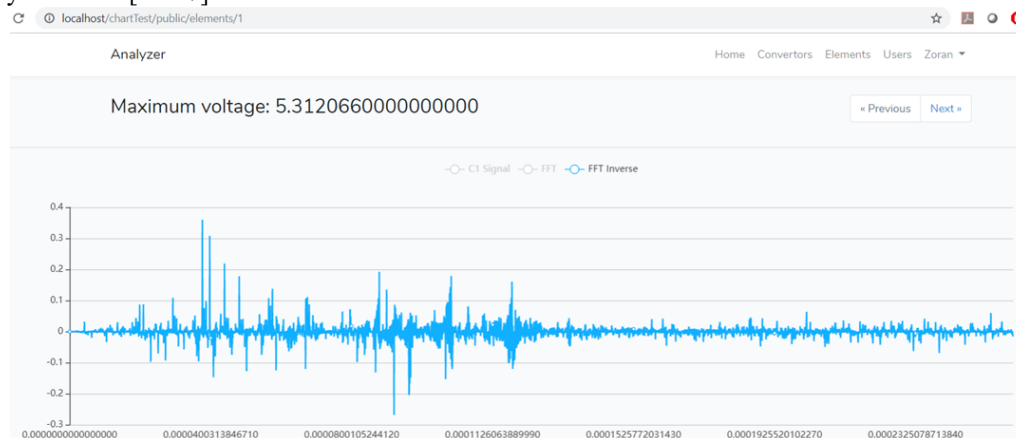 localhost/chartTest/public/elements/1
Analyzer
Home Convertors Elements Users Zoran
Maximum voltage: 5.3120660000000000
« Previous Next »
C1 Signal FFT FFT Inverse
0.4
0.3
0.2
0.1
0
-0.1
-0.2
-0.3
0.0000000000000000 0.0000400313846710 0.0000800105244120 0.0001126063889990 0.0001525772031430 0.0001925520102270 0.0002325078713840